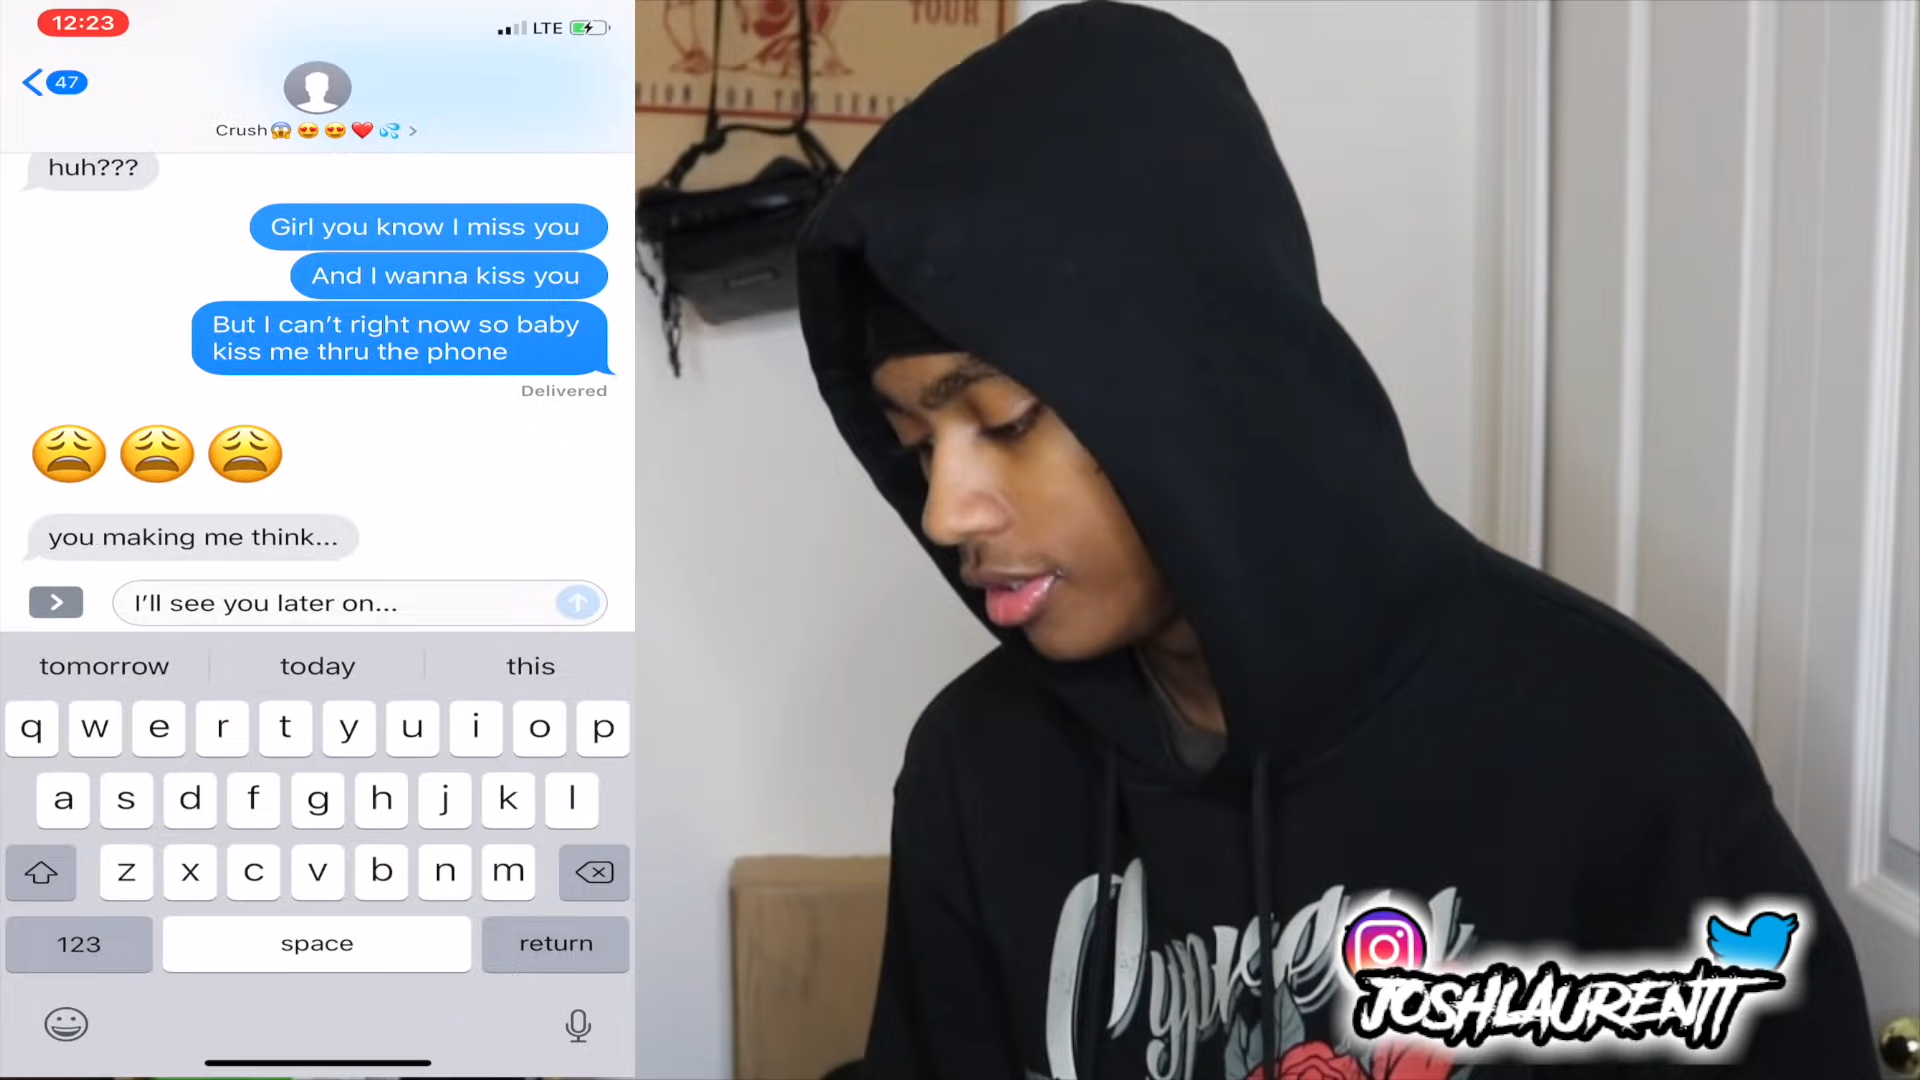 12:23
LTE
47
Crush😱😍😍❤️💦 >
huh???
Girl you know I miss you
And I wanna kiss you
But I can’t right now so baby
kiss me thru the phone
Delivered
😩😩😩
you making me think...
I’ll see you later on...
tomorrow today this
q w e r t y u i o p
a s d f g h j k l
z x c v b n m
123 space return
TOUR
JOSHLAURENTT